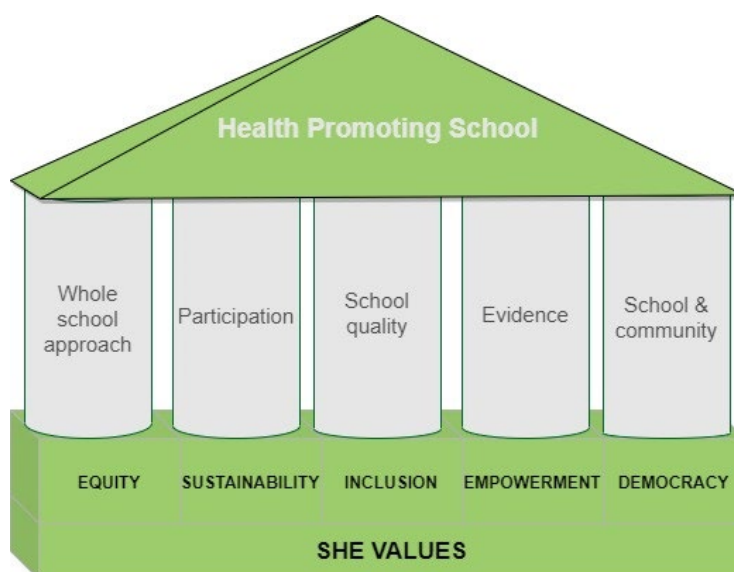 Health Promoting School
Whole
school
approach
Participation
School
quality
Evidence
School &
community
EQUITY
SUSTAINABILITY
INCLUSION
EMPOWERMENT
DEMOCRACY
SHE VALUES